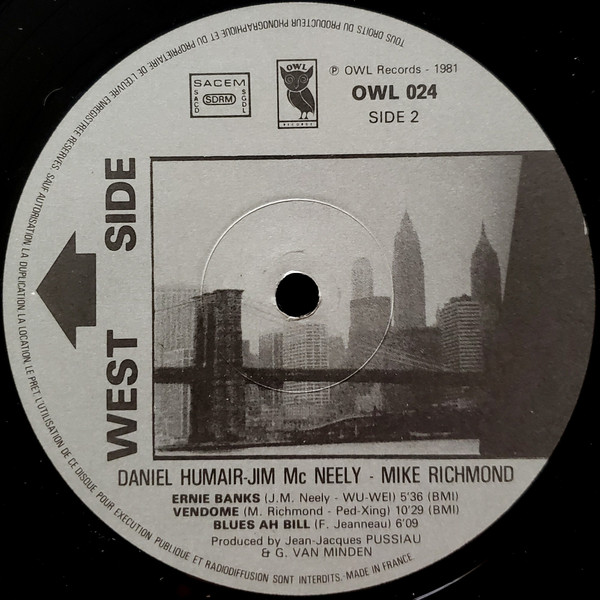 TOUS DROITS DU PRODUCTEUR PHONOGRAPHIQUE ET DU PROPRIETAIRE DE L'ŒUVRE ENREGISTREE RESERVES. SAUF AUTORISATION LA DUPLICATION, LA LOCATION, LE PRET, L'UTILISATION DE CE DISQUE POUR EXECUTION PUBLIQUE ET RADIODIFFUSION SONT INTERDITS. MADE IN FRANCE
SACEM
SACD
SDRM
SGDL
OWL
RECORDS
℗ OWL Records - 1981
OWL 024
SIDE 2
WEST SIDE
DANIEL HUMAIR-JIM Mc NEELY - MIKE RICHMOND
ERNIE BANKS (J.M. Neely - WU-WEI) 5'36 (BMI)
VENDOME (M. Richmond - Ped-Xing) 10'29 (BMI)
BLUES AH BILL (F. Jeanneau) 6'09
Produced by Jean-Jacques PUSSIAU
& G. VAN MINDEN